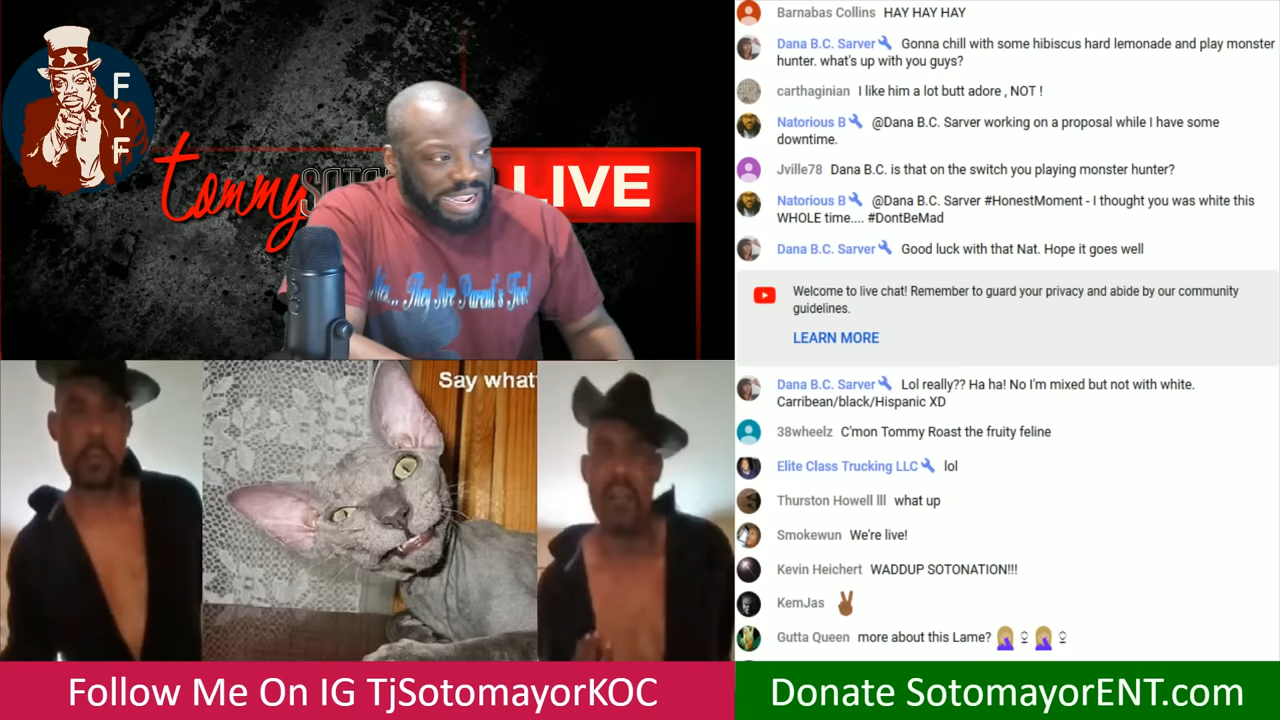 F
Y
F
tommy
LIVE
They Are Parent's Too!
Say what
Follow Me On IG TjSotomayorKOC
Barnabas Collins HAY HAY HAY
Dana B.C. Sarver Gonna chill with some hibiscus hard lemonade and play monster
hunter. what's up with you guys?
carthaginian I like him a lot butt adore , NOT !
Natorious B @Dana B.C. Sarver working on a proposal while I have some
downtime.
Jville78 Dana B.C. is that on the switch you playing monster hunter?
Natorious B @Dana B.C. Sarver #HonestMoment - I thought you was white this
WHOLE time.... #DontBeMad
Dana B.C. Sarver Good luck with that Nat. Hope it goes well
Welcome to live chat! Remember to guard your privacy and abide by our community
guidelines.
LEARN MORE
Dana B.C. Sarver Lol really?? Ha ha! No I'm mixed but not with white.
Carribean/black/Hispanic XD
38wheelz C'mon Tommy Roast the fruity feline
Elite Class Trucking LLC lol
Thurston Howell lll what up
Smokewun We're live!
Kevin Heichert WADDUP SOTONATION!!!
KemJas ✌🏾
Gutta Queen more about this Lame? 🤦🏼♀ 🤦🏼♀
Donate SotomayorENT.com